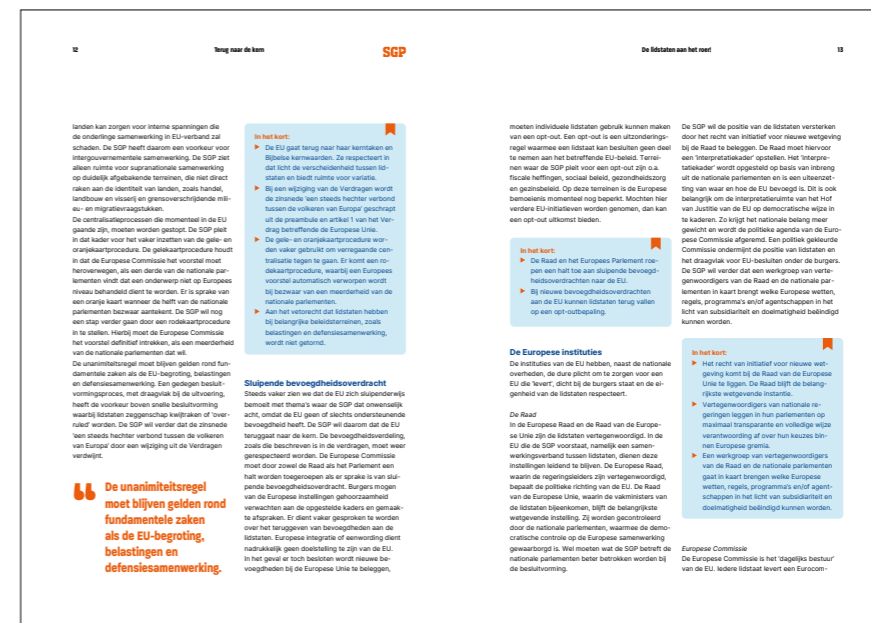 12
Terug naar de kern
SGP
landen kan zorgen voor interne spanningen die
de onderlinge samenwerking in EU-verband zal
schaden. De SGP heeft daarom een voorkeur voor
intergouvernementele samenwerking. De SGP ziet
alleen ruimte voor supranationale samenwerking
op duidelijk afgebakende terreinen, die niet direct
raken aan de identiteit van landen, zoals handel,
landbouw en visserij en grensoverschrijdende mili-
eu- en migratievraagstukken.
De centralisatieprocessen die momenteel in de EU
gaande zijn, moeten worden gestopt. De SGP pleit
in dat kader voor het vaker inzetten van de gele- en
oranjekaartprocedure. De gelekaartprocedure houdt
in dat de Europese Commissie het voorstel moet
heroverwegen, als een derde van de nationale par-
lementen vindt dat een onderwerp niet op Europees
niveau behandeld dient te worden. Er is sprake van
een oranje kaart wanneer de helft van de nationale
parlementen bezwaar aantekent. De SGP wil nog
een stap verder gaan door een rodekaartprocedure
in te stellen. Hierbij moet de Europese Commissie
het voorstel definitief intrekken, als een meerderheid
van de nationale parlementen dat wil.
De unanimiteitsregel moet blijven gelden rond fun-
damentele zaken als de EU-begroting, belastingen
en defensiesamenwerking. Een gedegen besluit-
vormingsproces, met draagvlak bij de uitvoering,
heeft de voorkeur boven snelle besluitvorming
waarbij lidstaten zeggenschap kwijtraken of 'over-
ruled' worden. De SGP wil verder dat de zinsnede
'een steeds hechter verbond tussen de volkeren
van Europa' door een wijziging uit de Verdragen
verdwijnt.
“ De unanimiteitsregel
moet blijven gelden rond
fundamentele zaken
als de EU-begroting,
belastingen en
defensiesamenwerking.
In het kort:
► De EU gaat terug naar haar kerntaken en
Bijbelse kernwaarden. Ze respecteert in
dat licht de verscheidenheid tussen lid-
staten en biedt ruimte voor variatie.
► Bij een wijziging van de Verdragen wordt
de zinsnede 'een steeds hechter verbond
tussen de volkeren van Europa' geschrapt
uit de preambule en artikel 1 van het Ver-
drag betreffende de Europese Unie.
► De gele- en oranjekaartprocedure wor-
den vaker gebruikt om verregaande cen-
tralisatie tegen te gaan. Er komt een ro-
dekaartprocedure, waarbij een Europees
voorstel automatisch verworpen wordt
bij bezwaar van een meerderheid van de
nationale parlementen.
► Aan het vetorecht dat lidstaten hebben
bij belangrijke beleidsterreinen, zoals
belastingen en defensiesamenwerking,
wordt niet getornd.
Sluipende bevoegdheidsoverdracht
Steeds vaker zien we dat de EU zich sluipenderwijs
bemoeit met thema's waar de SGP dat onwenselijk
acht, omdat de EU geen of slechts ondersteunende
bevoegdheid heeft. De SGP wil daarom dat de EU
teruggaat naar de kern. De bevoegdheidsverdeling,
zoals die beschreven is in de verdragen, moet weer
gerespecteerd worden. De Europese Commissie
moet door zowel de Raad als het Parlement een
halt worden toegeroepen als er sprake is van slui-
pende bevoegdheidsoverdracht. Burgers mogen
van de Europese instellingen gehoorzaamheid
verwachten aan de opgestelde kaders en gemaak-
te afspraken. Er dient vaker gesproken te worden
over het teruggeven van bevoegdheden aan de
lidstaten. Europese integratie of eenwording dient
nadrukkelijk geen doelstelling te zijn van de EU.
In het geval er toch besloten wordt nieuwe be-
voegdheden bij de Europese Unie te beleggen,
De lidstaten aan het roer!
13
moeten individuele lidstaten gebruik kunnen maken
van een opt-out. Een opt-out is een uitzonderings-
regel waarmee een lidstaat kan besluiten geen deel
te nemen aan het betreffende EU-beleid. Terrei-
nen waar de SGP pleit voor een opt-out zijn o.a.
fiscale heffingen, sociaal beleid, gezondheidszorg
en gezinsbeleid. Op deze terreinen is de Europese
bemoeienis momenteel nog beperkt. Mochten hier
verdere EU-initiatieven worden genomen, dan kan
een opt-out uitkomst bieden.
In het kort:
► De Raad en het Europees Parlement roe-
pen een halt toe aan sluipende bevoegd-
heidsoverdrachten naar de EU.
► Bij nieuwe bevoegdheidsoverdrachten
aan de EU kunnen lidstaten terug vallen
op een opt-outbepaling.
De Europese instituties
De instituties van de EU hebben, naast de nationale
overheden, de dure plicht om te zorgen voor een
EU die 'levert', dicht bij de burgers staat en de ei-
genheid van de lidstaten respecteert.
De Raad
In de Europese Raad en de Raad van de Europe-
se Unie zijn de lidstaten vertegenwoordigd. In de
EU die de SGP voorstaat, namelijk een samen-
werkingsverband tussen lidstaten, dienen deze
instellingen leidend te blijven. De Europese Raad,
waarin de regeringsleiders zijn vertegenwoordigd,
bepaalt de politieke richting van de EU. De Raad
van de Europese Unie, waarin de vakministers van
de lidstaten bijeenkomen, blijft de belangrijkste
wetgevende instelling. Zij worden gecontroleerd
door de nationale parlementen, waarmee de demo-
cratische controle op de Europese samenwerking
gewaarborgd is. Wel moeten wat de SGP betreft de
nationale parlementen beter betrokken worden bij
de besluitvorming.
De SGP wil de positie van de lidstaten versterken
door het recht van initiatief voor nieuwe wetgeving
bij de Raad te beleggen. De Raad moet hiervoor
een 'interpretatiekader' opstellen. Het 'interpre-
tatiekader' wordt opgesteld op basis van inbreng
uit de nationale parlementen en is een uiteenzet-
ting van waar en hoe de EU bevoegd is. Dit is ook
belangrijk om de interpretatieruimte van het Hof
van Justitie van de EU op democratische wijze in
te kaderen. Zo krijgt het nationale belang meer
gewicht en wordt de politieke agenda van de Euro-
pese Commissie afgeremd. Een politiek gekleurde
Commissie ondermijnt de positie van lidstaten en
het draagvlak voor EU-besluiten onder de burgers.
De SGP wil verder dat een werkgroep van verte-
genwoordigers van de Raad en de nationale parle-
menten in kaart brengt welke Europese wetten,
regels, programma's en/of agentschappen in het
licht van subsidiariteit en doelmatigheid beëindigd
kunnen worden.
In het kort:
► Het recht van initiatief voor nieuwe wet-
geving komt bij de Raad van de Europese
Unie te liggen. De Raad blijft de belang-
rijkste wetgevende instantie.
► Vertegenwoordigers van nationale re-
geringen leggen in hun parlementen op
maximaal transparante en volledige wijze
verantwoording af over hun keuzes bin-
nen Europese gremia.
► Een werkgroep van vertegenwoordigers
van de Raad en de nationale parlementen
gaat in kaart brengen welke Europese
wetten, regels, programma's en/of agent-
schappen in het licht van subsidiariteit en
doelmatigheid beëindigd kunnen worden.
Europese Commissie
De Europese Commissie is het 'dagelijks bestuur'
van de EU. Iedere lidstaat levert een Eurocom-